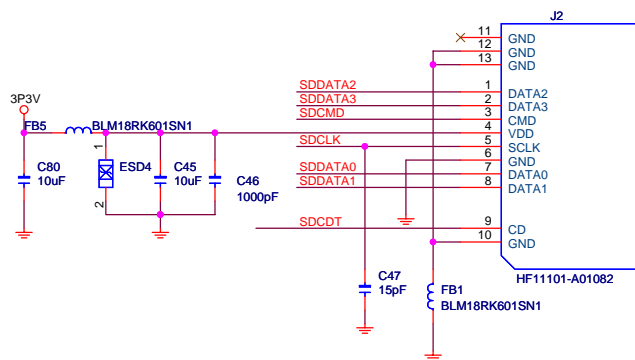 J2
11 GND
12 GND
13 GND
SDDATA2 1 DATA2
SDDATA3 2 DATA3
SDCMD 3 CMD
3P3V
FB5 BLM18RK601SN1 4 VDD
SDCLK 5 SCLK
6 GND
SDDATA0 7 DATA0
SDDATA1 8 DATA1
1
C80
10uF
ESD4
C45
10uF
C46
1000pF
2
SDCDT 9 CD
10 GND
HF11101-A01082
C47
15pF
FB1
BLM18RK601SN1